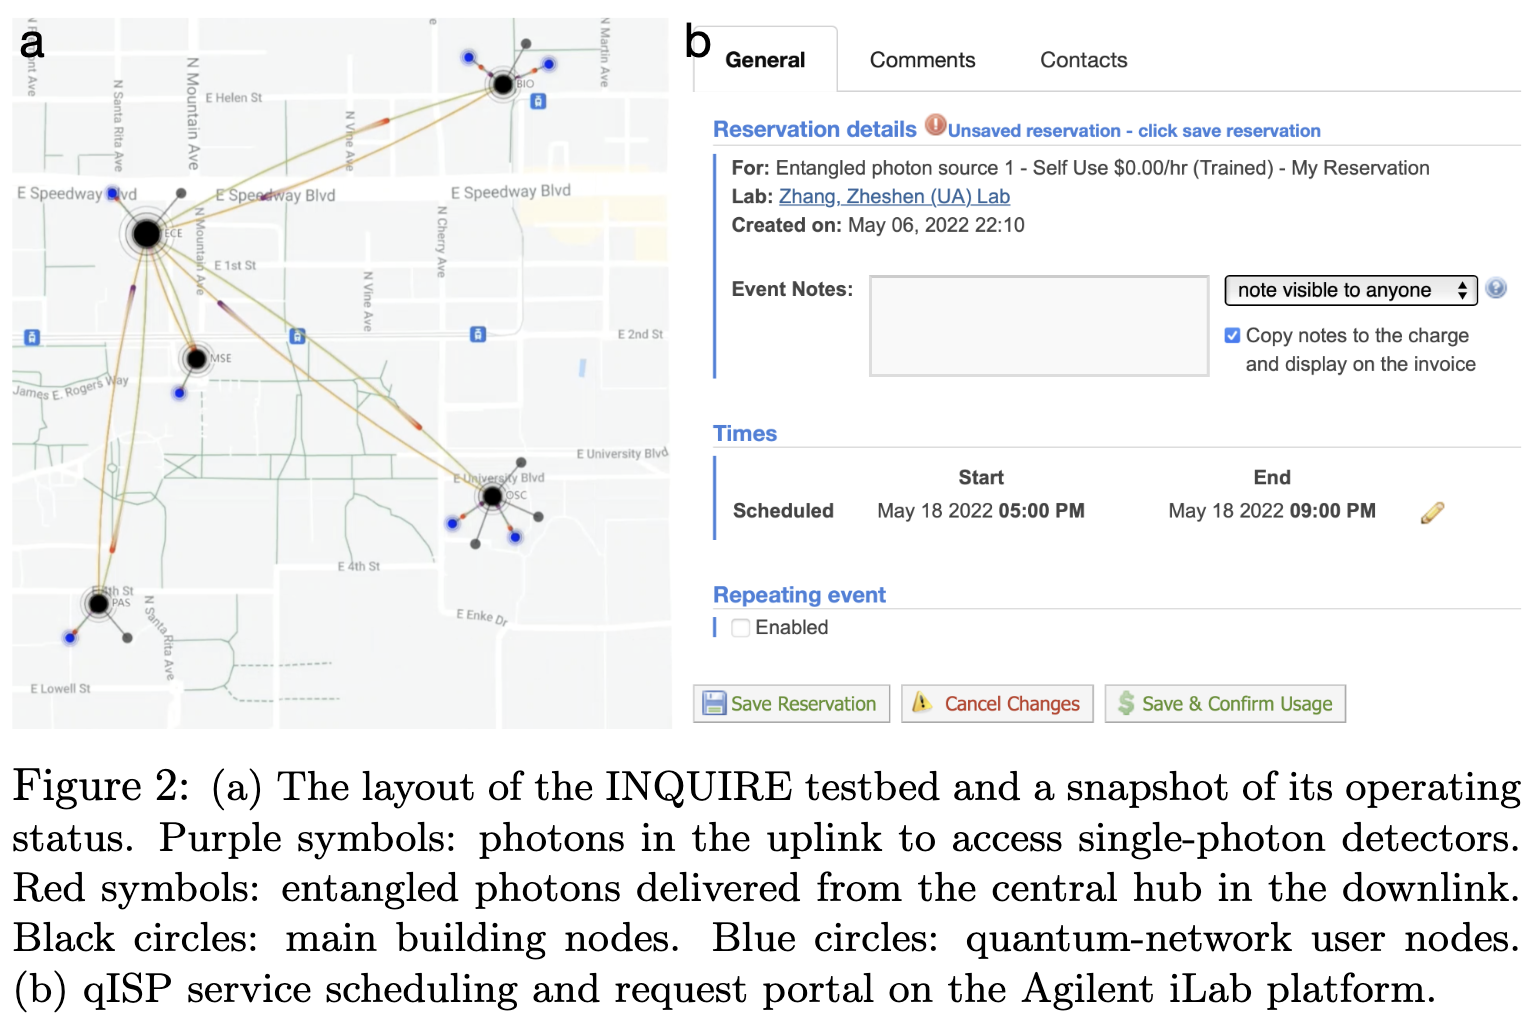 a
N Santa Rita Ave
N Mountain Ave
E Helen St
N Vine Ave
N Martin Ave
BIO
E Speedway Blvd
E Speedway Blvd
E Speedway Blvd
ECE
N Mountain Ave
E 1st St
N Vine Ave
N Cherry Ave
E 2nd St
MSE
James E. Rogers Way
E University Blvd
E University Blvd
OSC
E 4th St
E 4th St
PAS
N Santa Rita Ave
E Enke Dr
E Lowell St
b
General Comments Contacts
Reservation details Unsaved reservation - click save reservation
For: Entangled photon source 1 - Self Use $0.00/hr (Trained) - My Reservation
Lab: Zhang, Zheshen (UA) Lab
Created on: May 06, 2022 22:10
Event Notes: note visible to anyone
Copy notes to the charge
and display on the invoice
Times
Start End
Scheduled May 18 2022 05:00 PM May 18 2022 09:00 PM
Repeating event
Enabled
Save Reservation Cancel Changes Save & Confirm Usage
Figure 2: (a) The layout of the INQUIRE testbed and a snapshot of its operating
status. Purple symbols: photons in the uplink to access single-photon detectors.
Red symbols: entangled photons delivered from the central hub in the downlink.
Black circles: main building nodes. Blue circles: quantum-network user nodes.
(b) qISP service scheduling and request portal on the Agilent iLab platform.